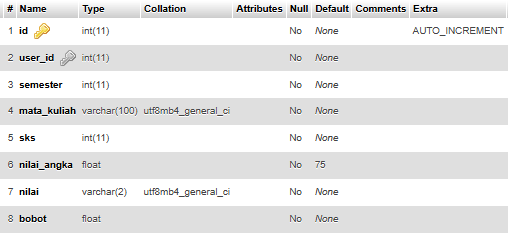 # Name Type Collation Attributes Null Default Comments Extra
1 id int(11) No None AUTO_INCREMENT
2 user_id int(11) No None
3 semester int(11) No None
4 mata_kuliah varchar(100) utf8mb4_general_ci No None
5 sks int(11) No None
6 nilai_angka float No 75
7 nilai varchar(2) utf8mb4_general_ci No None
8 bobot float No None